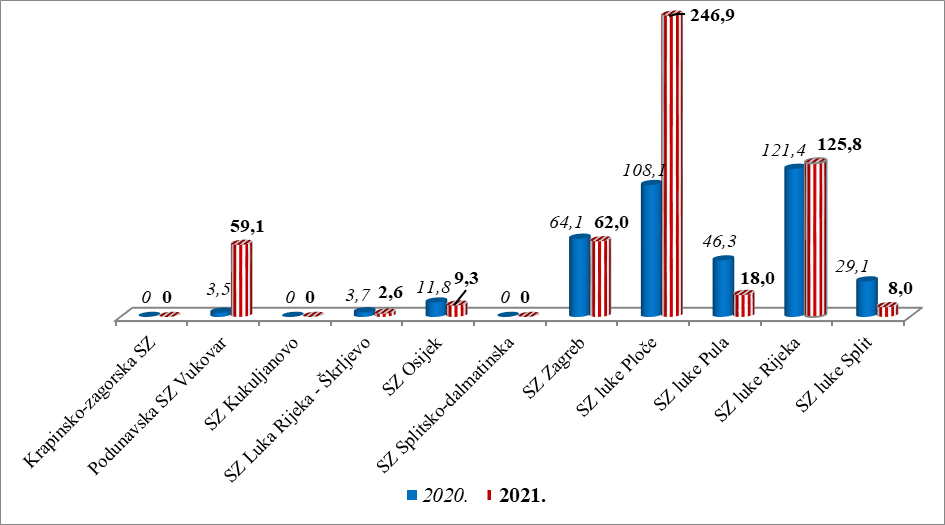 246,9
121,4 125,8
108,1
64,1 62,0
59,1
46,3
29,1
18,0
11,8 9,3
8,0
3,5
3,7 2,6
0 0
0 0
0 0
Krapinsko-zagorska SZ
Podunavska SZ Vukovar
SZ Kukuljanovo
SZ Luka Rijeka - Škrljevo
SZ Osijek
SZ Splitsko-dalmatinska
SZ Zagreb
SZ luke Ploče
SZ luke Pula
SZ luke Rijeka
SZ luke Split
2020. 2021.